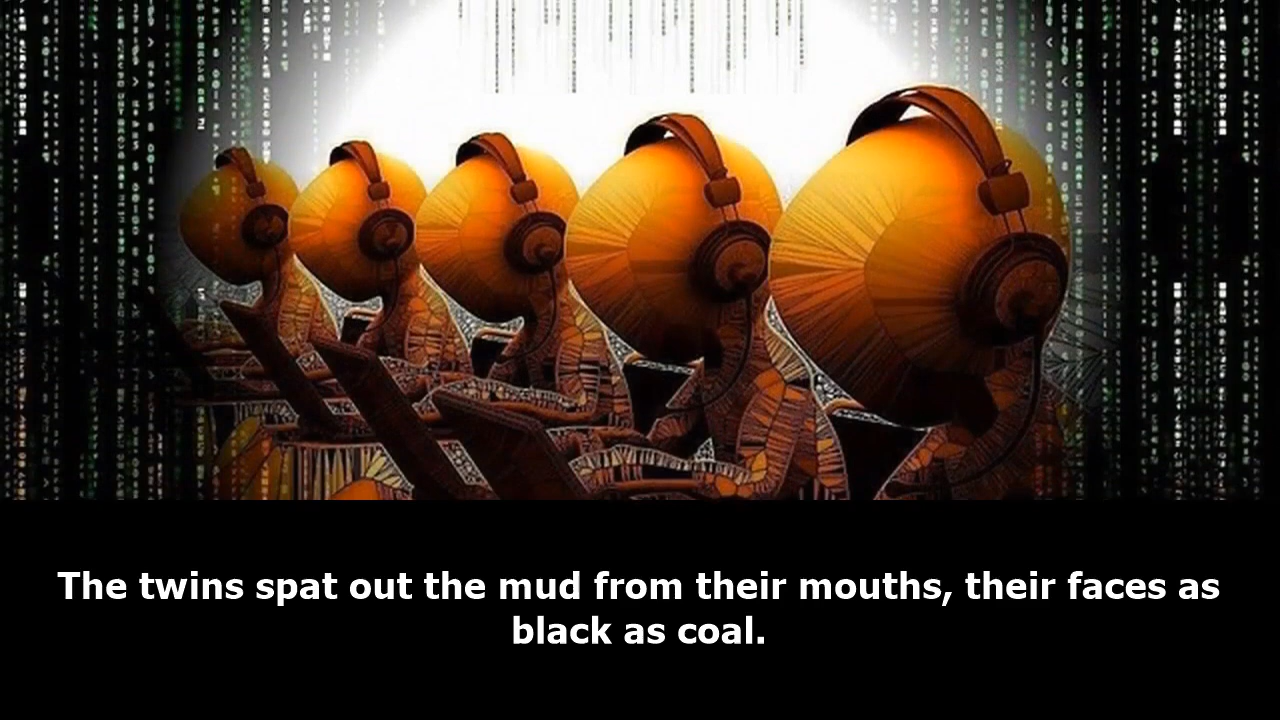 The twins spat out the mud from their mouths, their faces as
black as coal.